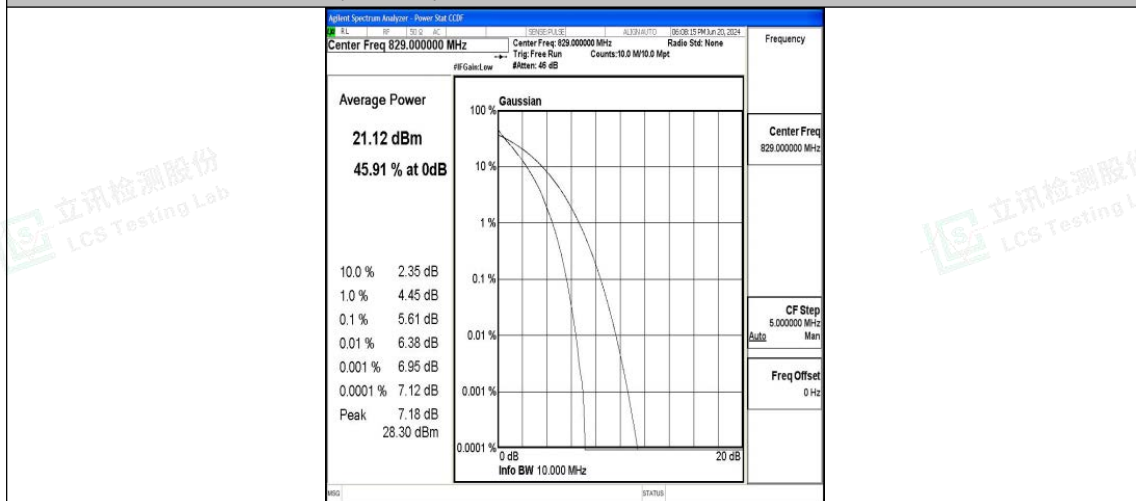 Agilent Spectrum Analyzer - Power Stat CCDF
RL RF 50 Ω AC SENSE:PULSE ALIGNAUTO 06:08:15 PM Jun 20, 2024
Center Freq 829.000000 MHz
Center Freq: 829.000000 MHz Radio Std: None
Trig: Free Run Counts:10.0 M/10.0 Mpt
#IFGain:Low #Atten: 46 dB
Frequency
Average Power
21.12 dBm
45.91 % at 0dB
10.0 % 2.35 dB
1.0 % 4.45 dB
0.1 % 5.61 dB
0.01 % 6.38 dB
0.001 % 6.95 dB
0.0001 % 7.12 dB
Peak 7.18 dB
28.30 dBm
Gaussian
100 %
10 %
1 %
0.1 %
0.01 %
0.001 %
0.0001 %
0 dB 20 dB
Info BW 10.000 MHz
Center Freq
829.000000 MHz
CF Step
5.000000 MHz
Auto Man
Freq Offset
0 Hz
MSG STATUS
立讯检测股份
LCS Testing Lab
立讯检测股份
LCS Testing L